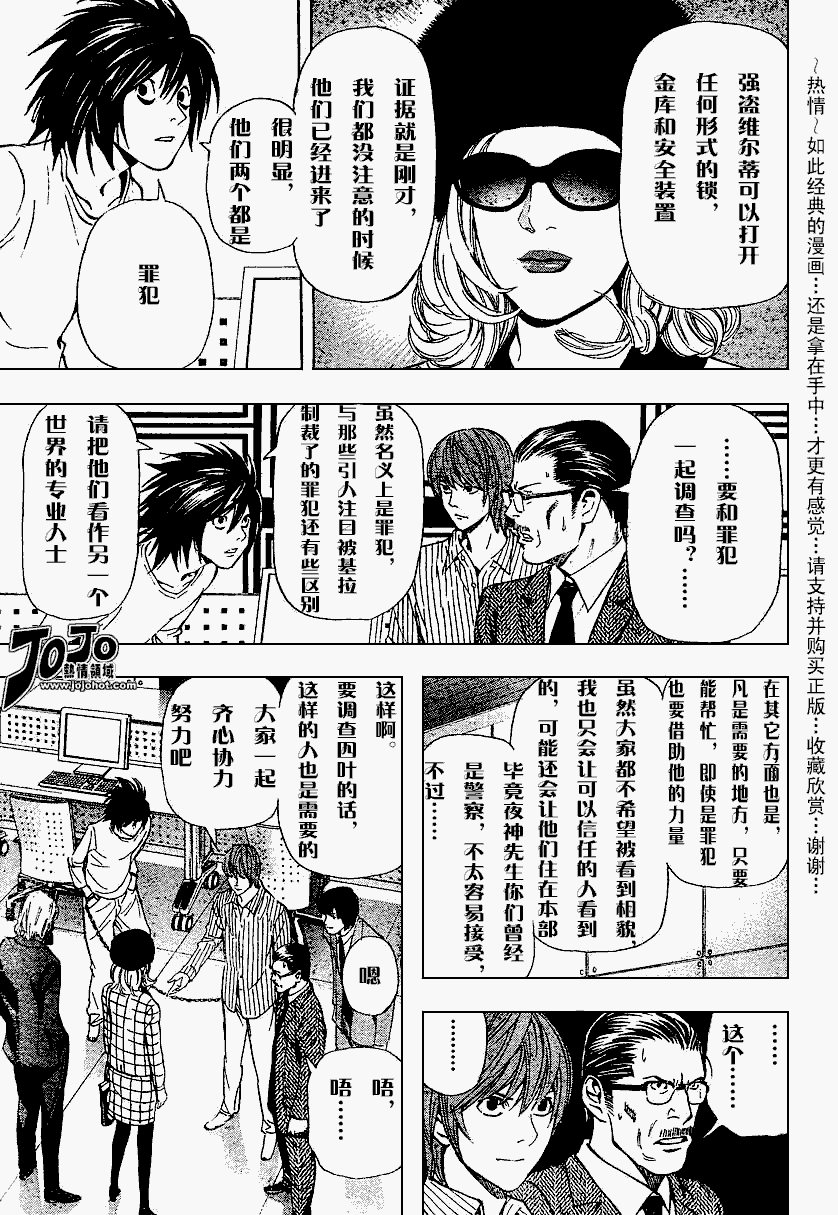 强盗维尔蒂可以打开
任何形式的锁，
金库和安全装置
证据就是刚才，
我们都没注意的时候
他们已经进来了
很明显，
他们两个都是
罪犯
……要和罪犯
一起调查吗？……
虽然名义上是罪犯，
与那些引人注目被基拉
制裁了的罪犯还有些区别
请把他们看作另一个
世界的专业人士
在其它方面也是，
凡是需要的地方，只要
能帮忙，即使是罪犯
也要借助他的力量
虽然大家都不希望被看到相貌，
我也只会让可以信任的人看到
的，可能还会让他们住在本部
毕竟夜神先生你们曾经
是警察，不太容易接受，
不过……
……
这个……
……
这样啊。
要调查四叶的话，
这样的人也是需要的
大家一起
齐心协力
努力吧
嗯
唔，
唔……
～热情～如此经典的漫画…还是拿在手中…才更有感觉…请支持并购买正版…收藏欣赏…谢谢…
JOJO
熱情領域
www.jojohot.com